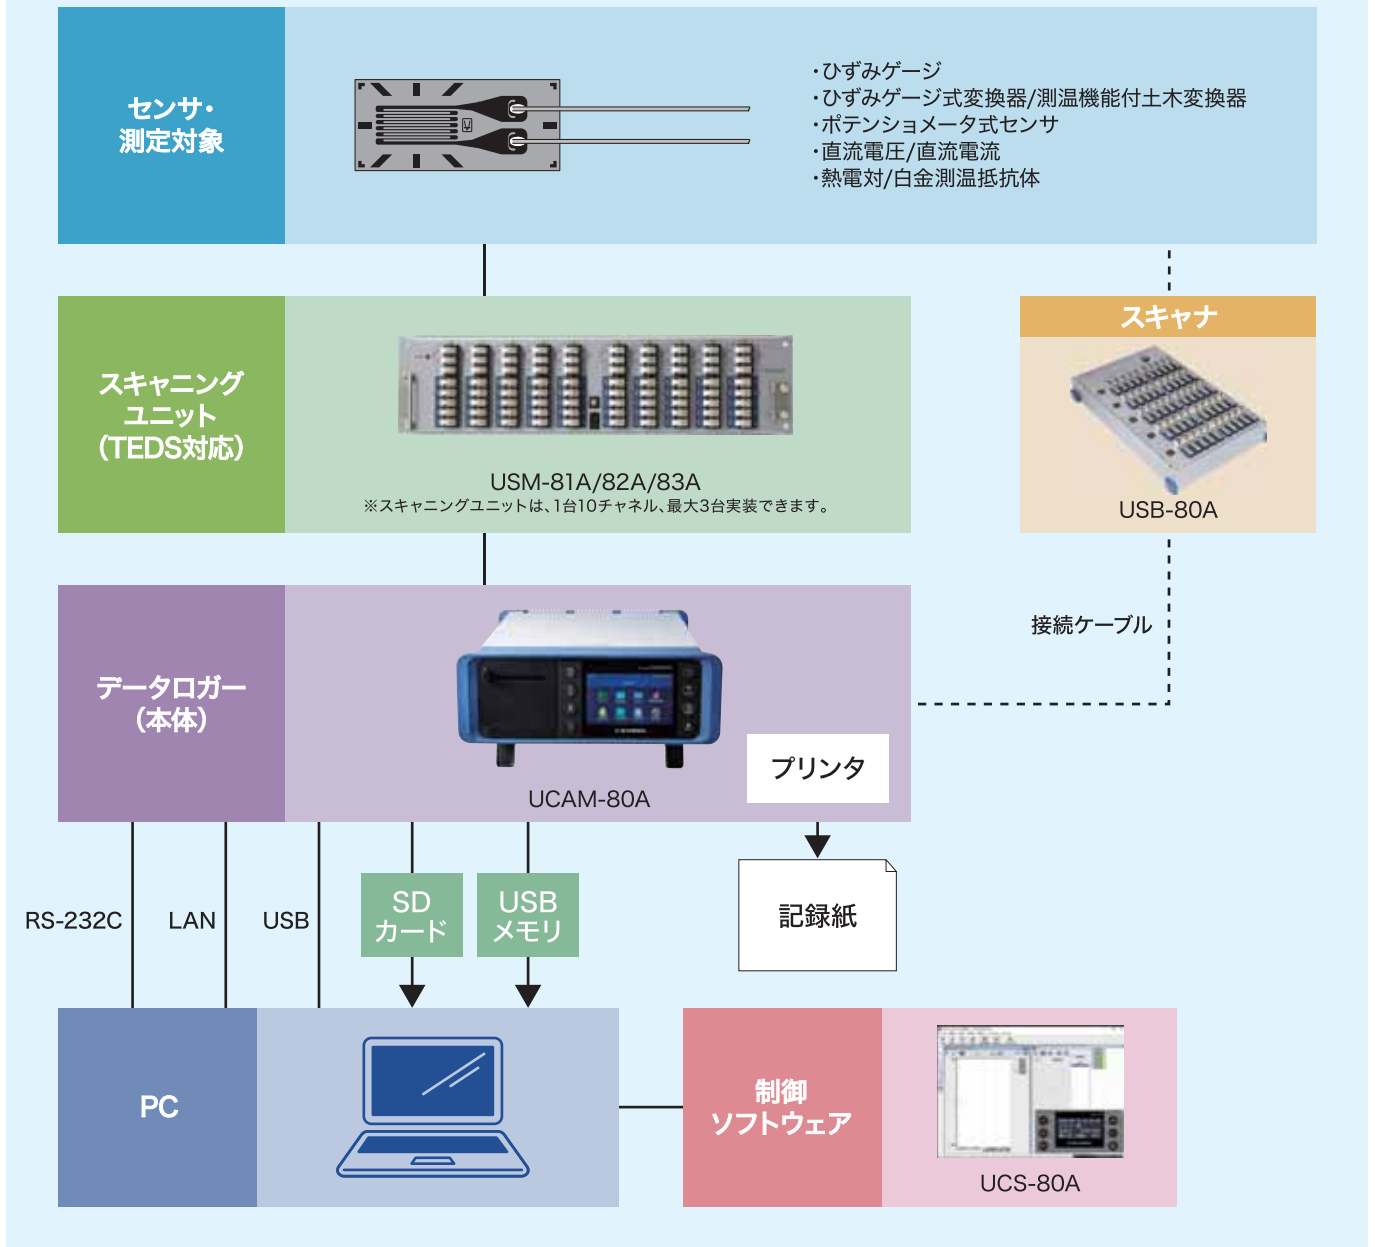 センサ・
測定対象
・ひずみゲージ
・ひずみゲージ式変換器/測温機能付土木変換器
・ポテンショメータ式センサ
・直流電圧/直流電流
・熱電対/白金測温抵抗体
スキャニング
ユニット
（TEDS対応）
USM-81A/82A/83A
※スキャニングユニットは、1台10チャネル、最大3台実装できます。
スキャナ
USB-80A
接続ケーブル
データロガー
（本体）
UCAM-80A
プリンタ
RS-232C
LAN
USB
SD
カード
USB
メモリ
記録紙
PC
制御
ソフトウェア
UCS-80A